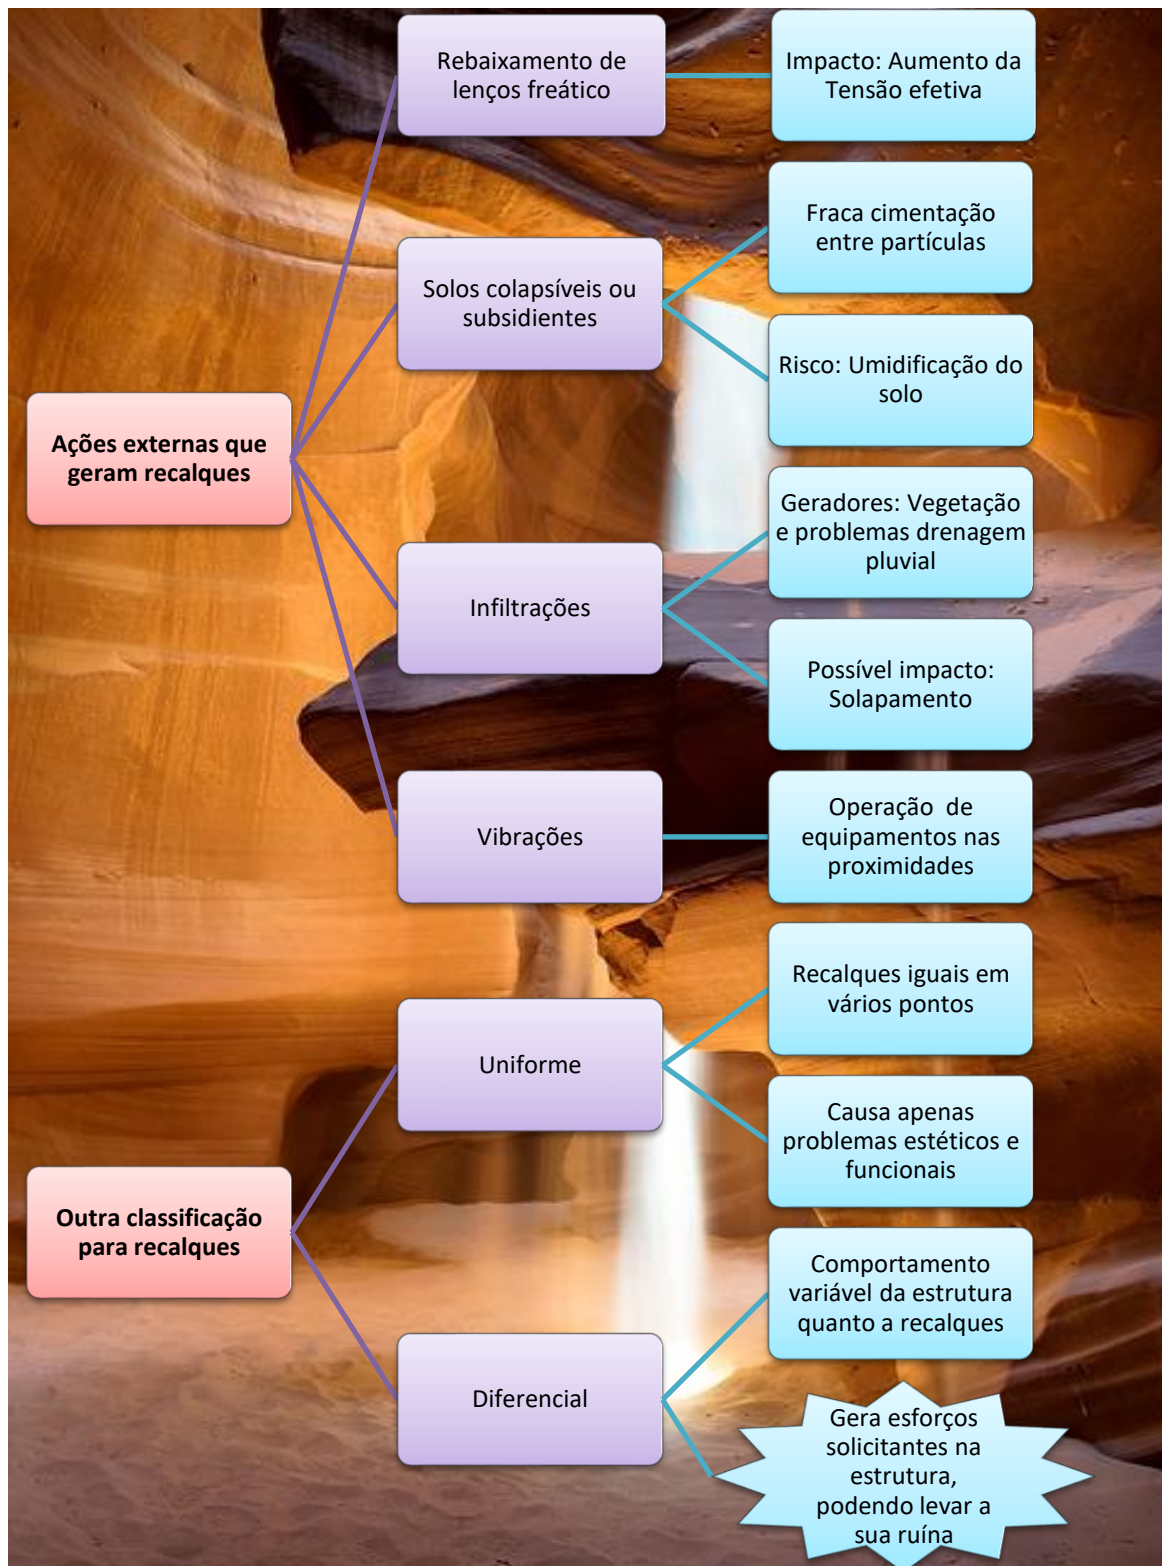 Rebaixamento de
lenços freático
Impacto: Aumento da
Tensão efetiva
Fraca cimentação
entre partículas
Solos colapsíveis ou
subsidientes
Risco: Umidificação do
solo
Ações externas que
geram recalques
Geradores: Vegetação
e problemas drenagem
pluvial
Infiltrações
Possível impacto:
Solapamento
Vibrações
Operação de
equipamentos nas
proximidades
Recalques iguais em
vários pontos
Uniforme
Causa apenas
problemas estéticos e
funcionais
Outra classificação
para recalques
Comportamento
variável da estrutura
quanto a recalques
Diferencial
Gera esforços
solicitantes na
estrutura,
podendo levar a
sua ruína